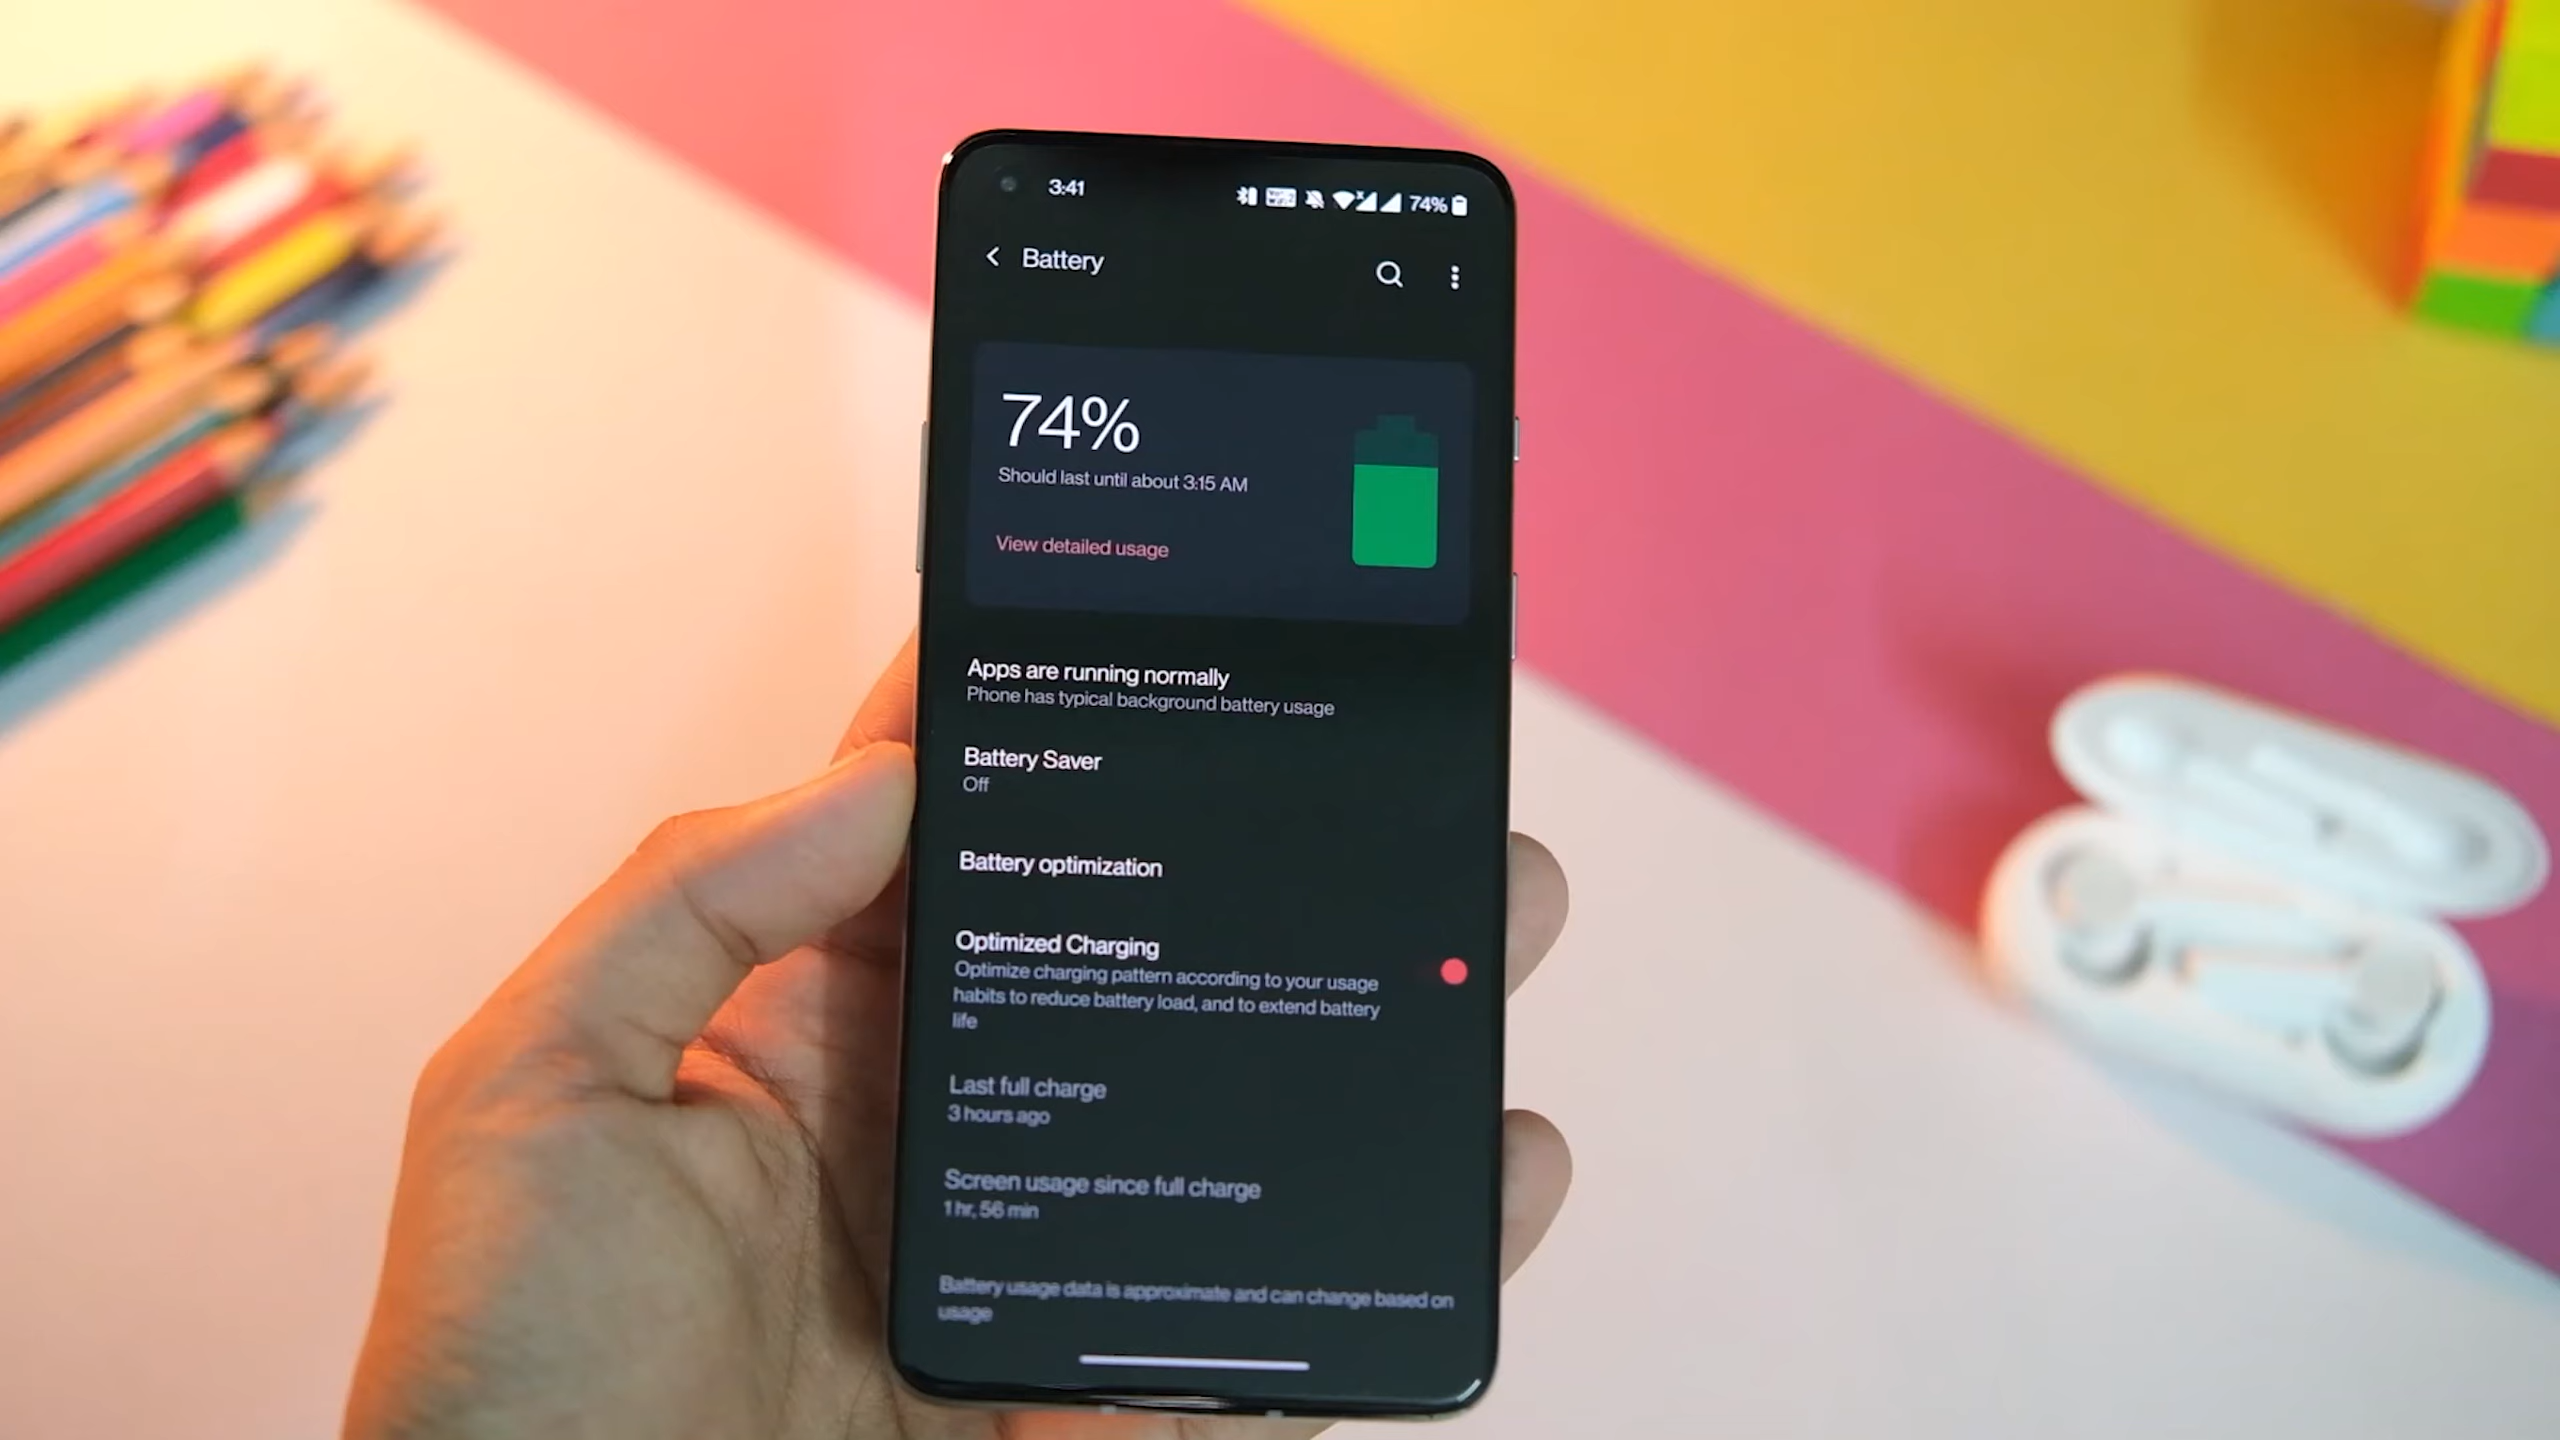 3:41
74%
Battery
74%
Should last until about 3:15 AM
View detailed usage
Apps are running normally
Phone has typical background battery usage
Battery Saver
Off
Battery optimization
Optimized Charging
Optimize charging pattern according to your usage
habits to reduce battery load, and to extend battery
life
Last full charge
3 hours ago
Screen usage since full charge
1 hr, 56 min
Battery usage data is approximate and can change based on
usage